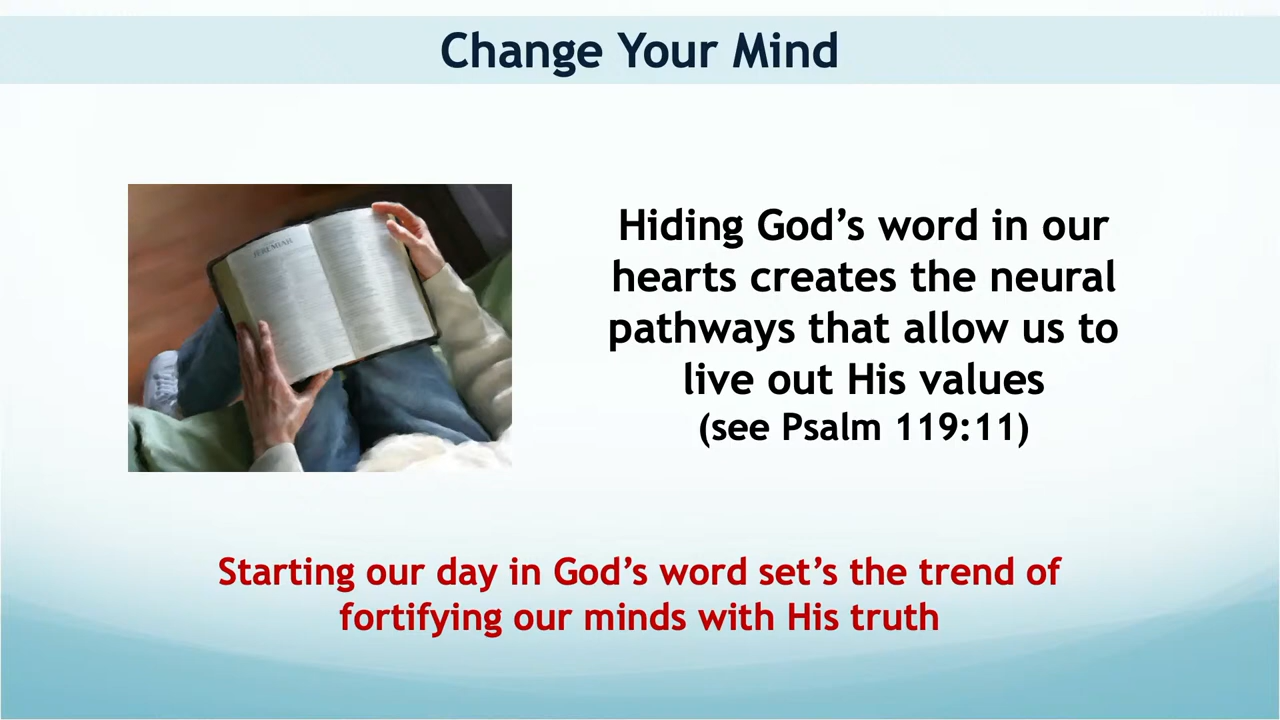 Change Your Mind
JEREMIAH
Hiding God’s word in our
hearts creates the neural
pathways that allow us to
live out His values
(see Psalm 119:11)
Starting our day in God’s word set’s the trend of
fortifying our minds with His truth